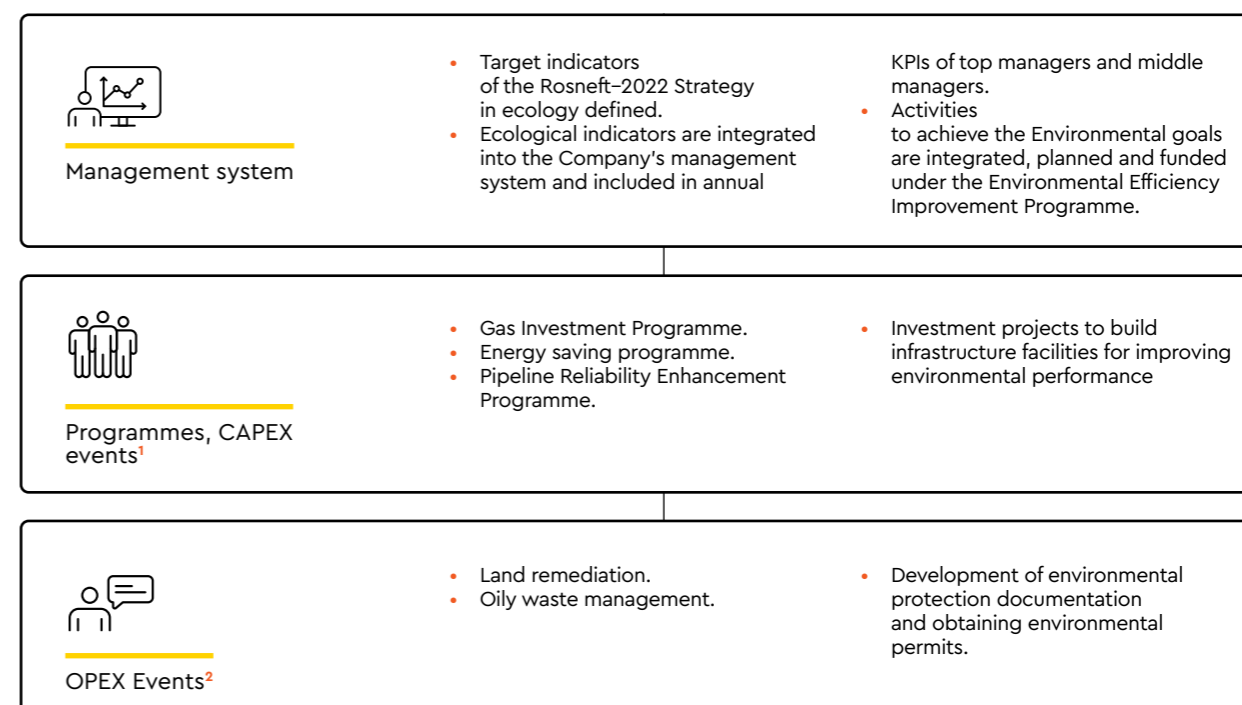 Management system
• Target indicators
of the Rosneft–2022 Strategy
in ecology defined.
• Ecological indicators are integrated
into the Company's management
system and included in annual
KPIs of top managers and middle
managers.
• Activities
to achieve the Environmental goals
are integrated, planned and funded
under the Environmental Efficiency
Improvement Programme.
Programmes, CAPEX
events¹
• Gas Investment Programme.
• Energy saving programme.
• Pipeline Reliability Enhancement
Programme.
• Investment projects to build
infrastructure facilities for improving
environmental performance
OPEX Events²
• Land remediation.
• Oily waste management.
• Development of environmental
protection documentation
and obtaining environmental
permits.